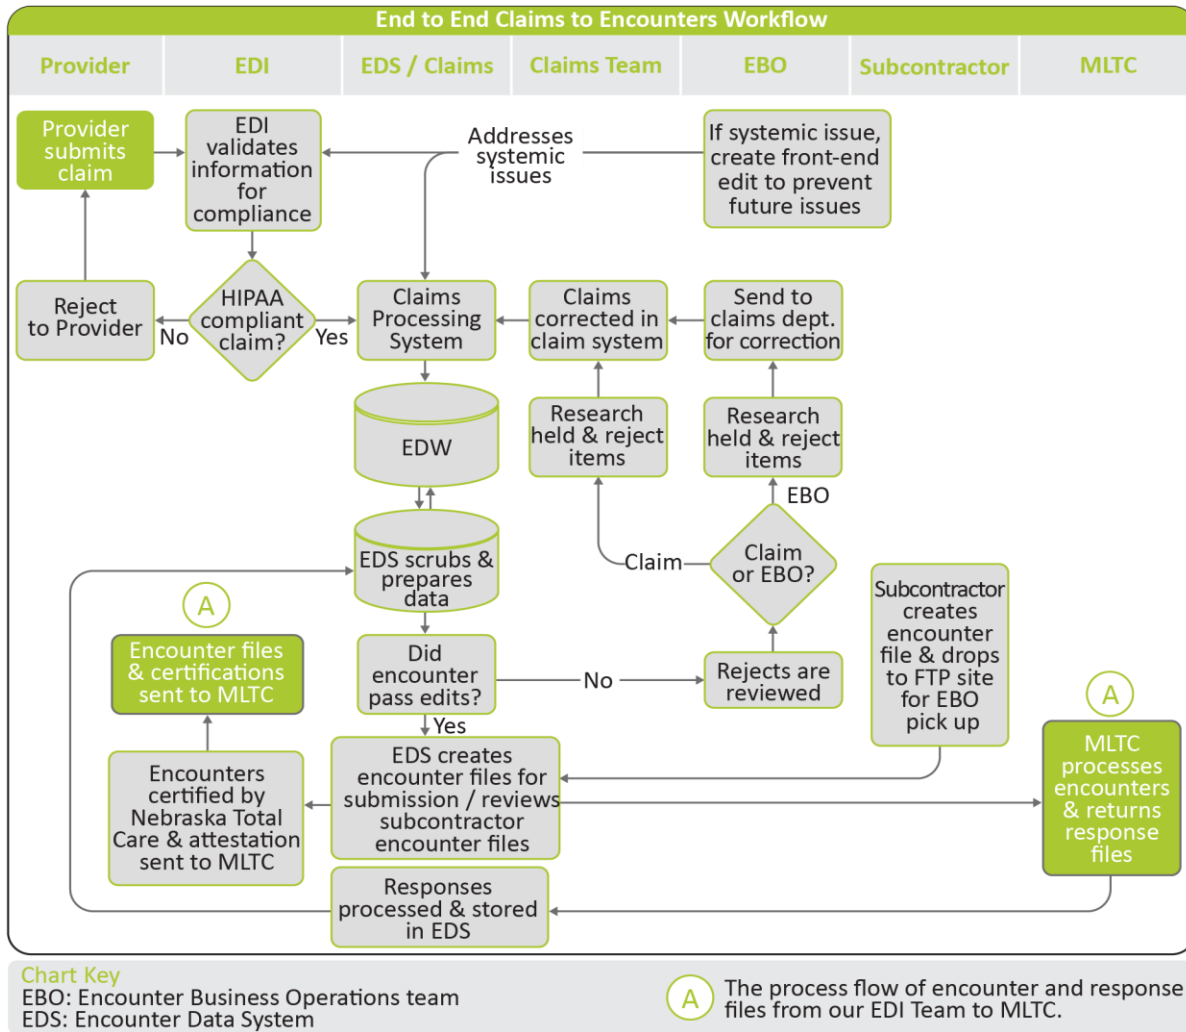 End to End Claims to Encounters Workflow
Provider
EDI
EDS / Claims
Claims Team
EBO
Subcontractor
MLTC
Provider
submits
claim
EDI
validates
information
for
compliance
Addresses
systemic
issues
If systemic issue,
create front-end
edit to prevent
future issues
Reject
to Provider
No
HIPAA
compliant
claim?
Yes
Claims
Processing
System
Claims
corrected in
claim system
Send to
claims dept.
for correction
EDW
Research
held & reject
items
Research
held & reject
items
EBO
Claim
Claim
or EBO?
EDS scrubs &
prepares
data
Subcontractor
creates
encounter
file & drops
to FTP site
for EBO
pick up
A
Encounter files
& certifications
sent to MLTC
Did
encounter
pass edits?
No
Rejects are
reviewed
Yes
A
MLTC
processes
encounters
& returns
response
files
Encounters
certified by
Nebraska Total
Care & attestation
sent to MLTC
EDS creates
encounter files for
submission / reviews
subcontractor
encounter files
Responses
processed & stored
in EDS
Chart Key
EBO: Encounter Business Operations team
EDS: Encounter Data System
A
The process flow of encounter and response
files from our EDI Team to MLTC.